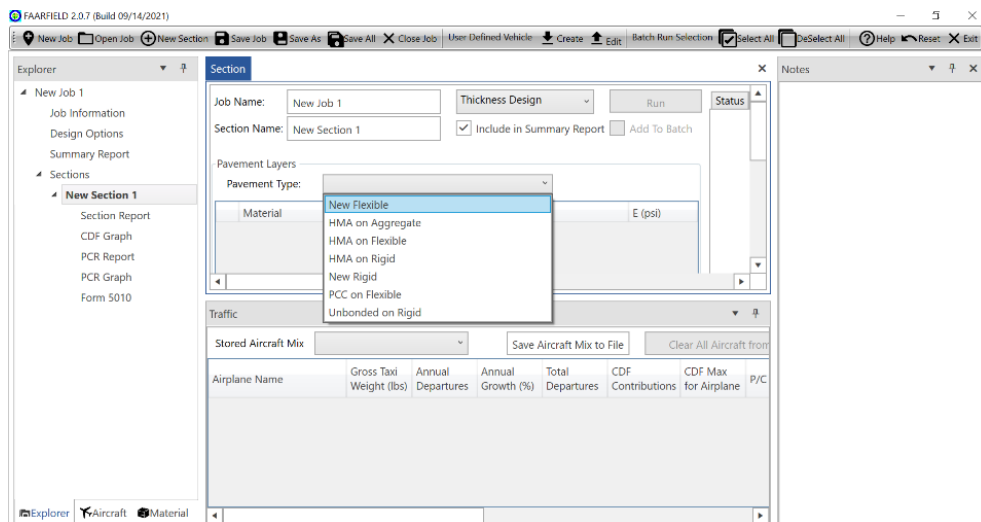 FAARFIELD 2.0.7 (Build 09/14/2021)
New Job Open Job New Section Save Job Save As Save All Close Job User Defined Vehicle Create Edit Batch Run Selection Select All DeSelect All Help Reset Exit
Explorer
New Job 1
Job Information
Design Options
Summary Report
Sections
New Section 1
Section Report
CDF Graph
PCR Report
PCR Graph
Form 5010
Explorer Aircraft Material
Section
Job Name: New Job 1 Thickness Design Run Status
Section Name: New Section 1 Include in Summary Report Add To Batch
Pavement Layers
Pavement Type:
Material E (psi)
New Flexible
HMA on Aggregate
HMA on Flexible
HMA on Rigid
New Rigid
PCC on Flexible
Unbonded on Rigid
Traffic
Stored Aircraft Mix Save Aircraft Mix to File Clear All Aircraft from
Airplane Name Gross Taxi Weight (lbs) Annual Departures Annual Growth (%) Total Departures CDF Contributions CDF Max for Airplane P/C
Notes